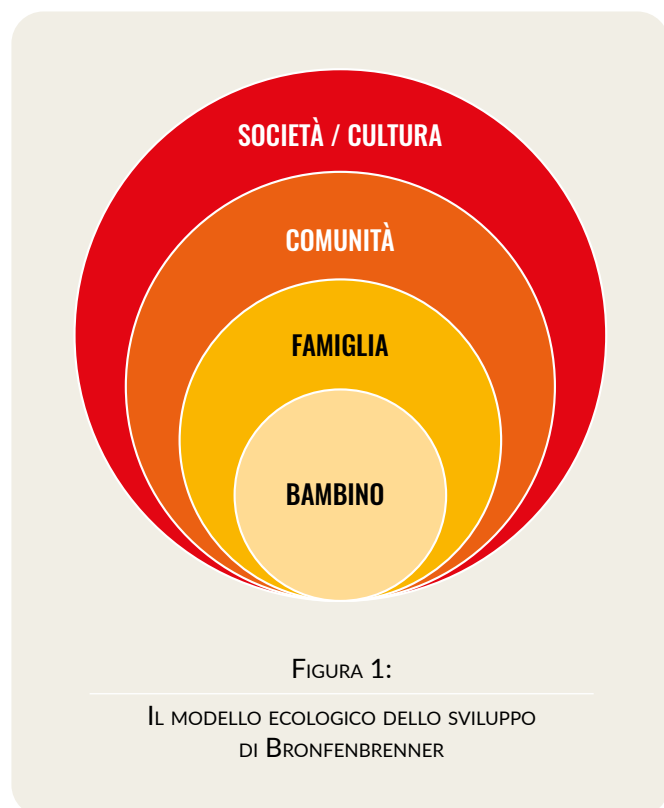 SOCIETÀ / CULTURA
COMUNITÀ
FAMIGLIA
BAMBINO
Figura 1:
Il modello ecologico dello sviluppo
di Bronfenbrenner